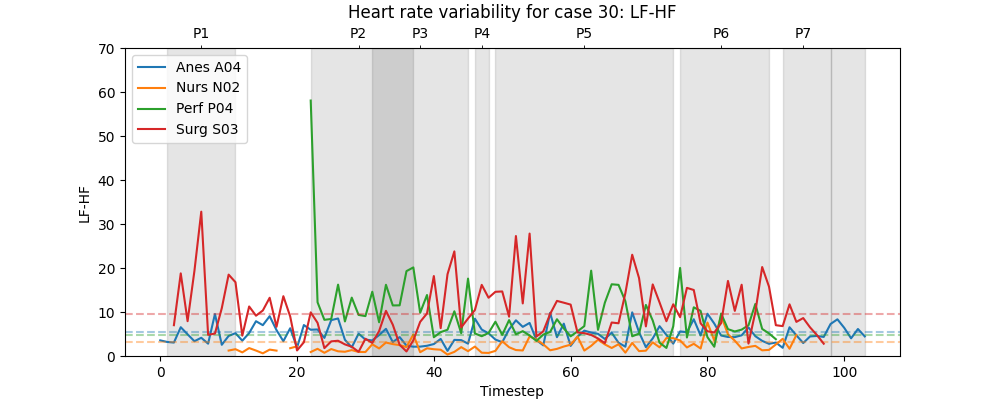 Heart rate variability for case 30: LF-HF
P1 P2 P3 P4 P5 P6 P7
70
60
50
40
30
20
10
0
LF-HF
Anes A04
Nurs N02
Perf P04
Surg S03
0 20 40 60 80 100
Timestep